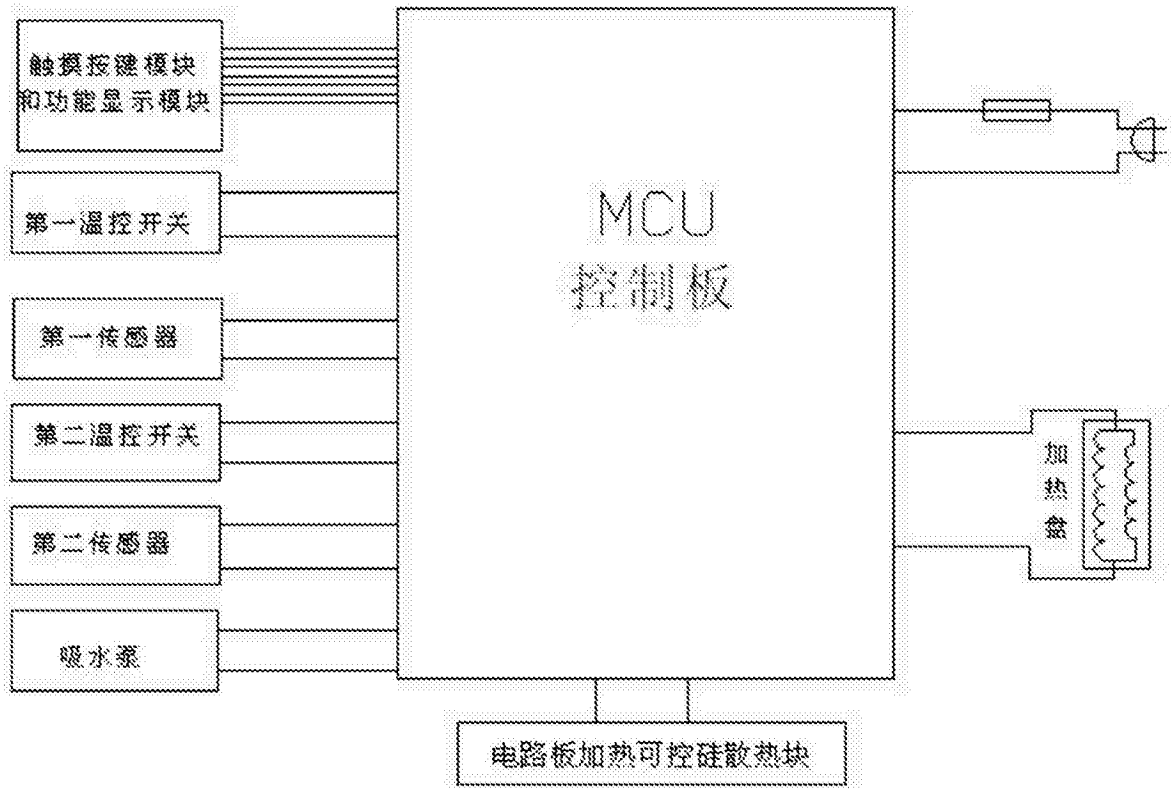 触摸按键模块
和功能显示模块
第一温控开关
第一传感器
第二温控开关
第二传感器
吸水泵
MCU
控制板
加
热
盘
电路板加热可控硅散热块